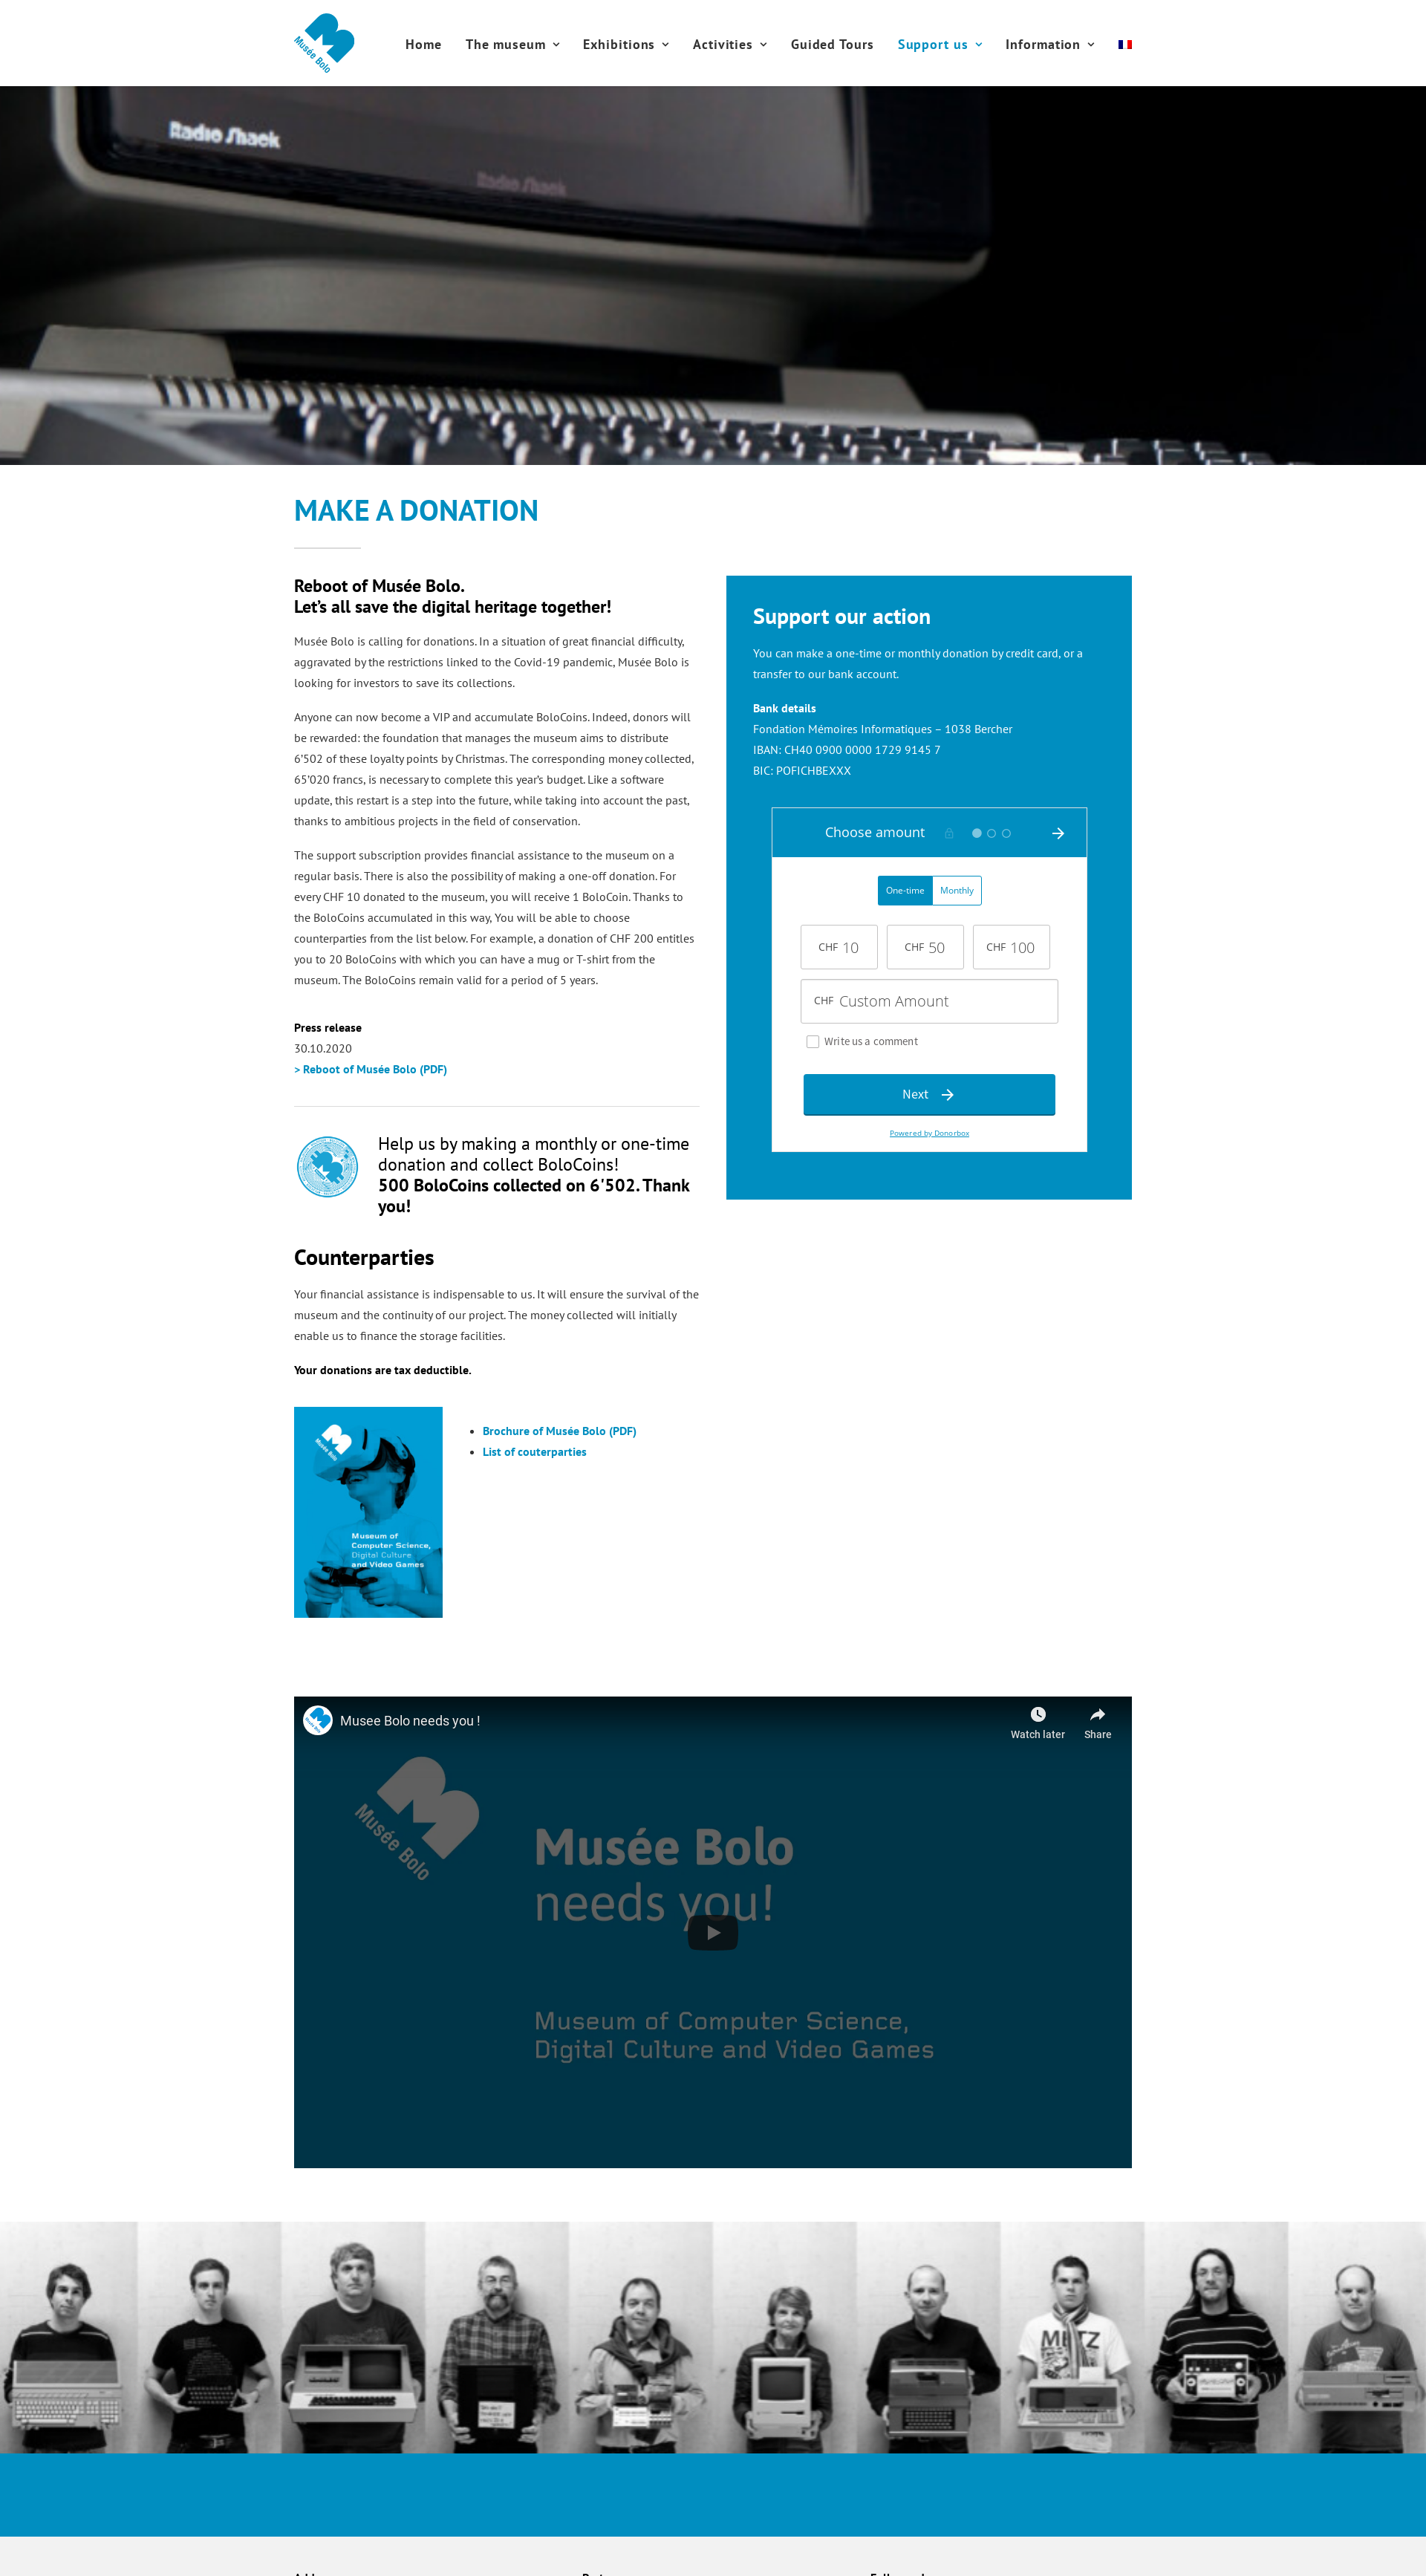 Musée Bolo
Home
The museum
Exhibitions
Activities
Guided Tours
Support us
Information
Radio Shack
Radio Shack
MAKE A DONATION
Reboot of Musée Bolo.
Let’s all save the digital heritage together!
Musée Bolo is calling for donations. In a situation of great financial difficulty,
aggravated by the restrictions linked to the Covid-19 pandemic, Musée Bolo is
looking for investors to save its collections.
Anyone can now become a VIP and accumulate BoloCoins. Indeed, donors will
be rewarded: the foundation that manages the museum aims to distribute
6’502 of these loyalty points by Christmas. The corresponding money collected,
65’020 francs, is necessary to complete this year’s budget. Like a software
update, this restart is a step into the future, while taking into account the past,
thanks to ambitious projects in the field of conservation.
The support subscription provides financial assistance to the museum on a
regular basis. There is also the possibility of making a one-off donation. For
every CHF 10 donated to the museum, you will receive 1 BoloCoin. Thanks to
the BoloCoins accumulated in this way, You will be able to choose
counterparties from the list below. For example, a donation of CHF 200 entitles
you to 20 BoloCoins with which you can have a mug or T-shirt from the
museum. The BoloCoins remain valid for a period of 5 years.
Press release
30.10.2020
> Reboot of Musée Bolo (PDF)
Help us by making a monthly or one-time
donation and collect BoloCoins!
500 BoloCoins collected on 6'502. Thank
you!
Counterparties
Your financial assistance is indispensable to us. It will ensure the survival of the
museum and the continuity of our project. The money collected will initially
enable us to finance the storage facilities.
Your donations are tax deductible.
Musée Bolo
Museum of
Computer Science,
Digital Culture
and Video Games
Brochure of Musée Bolo (PDF)
List of couterparties
Support our action
You can make a one-time or monthly donation by credit card, or a
transfer to our bank account.
Bank details
Fondation Mémoires Informatiques – 1038 Bercher
IBAN: CH40 0900 0000 1729 9145 7
BIC: POFICHBEXXX
Choose amount
One-time
Monthly
CHF 10
CHF 50
CHF 100
CHF Custom Amount
Write us a comment
Next
Powered by Donorbox
Musee Bolo needs you !
Watch later
Share
Musée Bolo
Musée Bolo
needs you!
Museum of Computer Science,
Digital Culture and Video Games